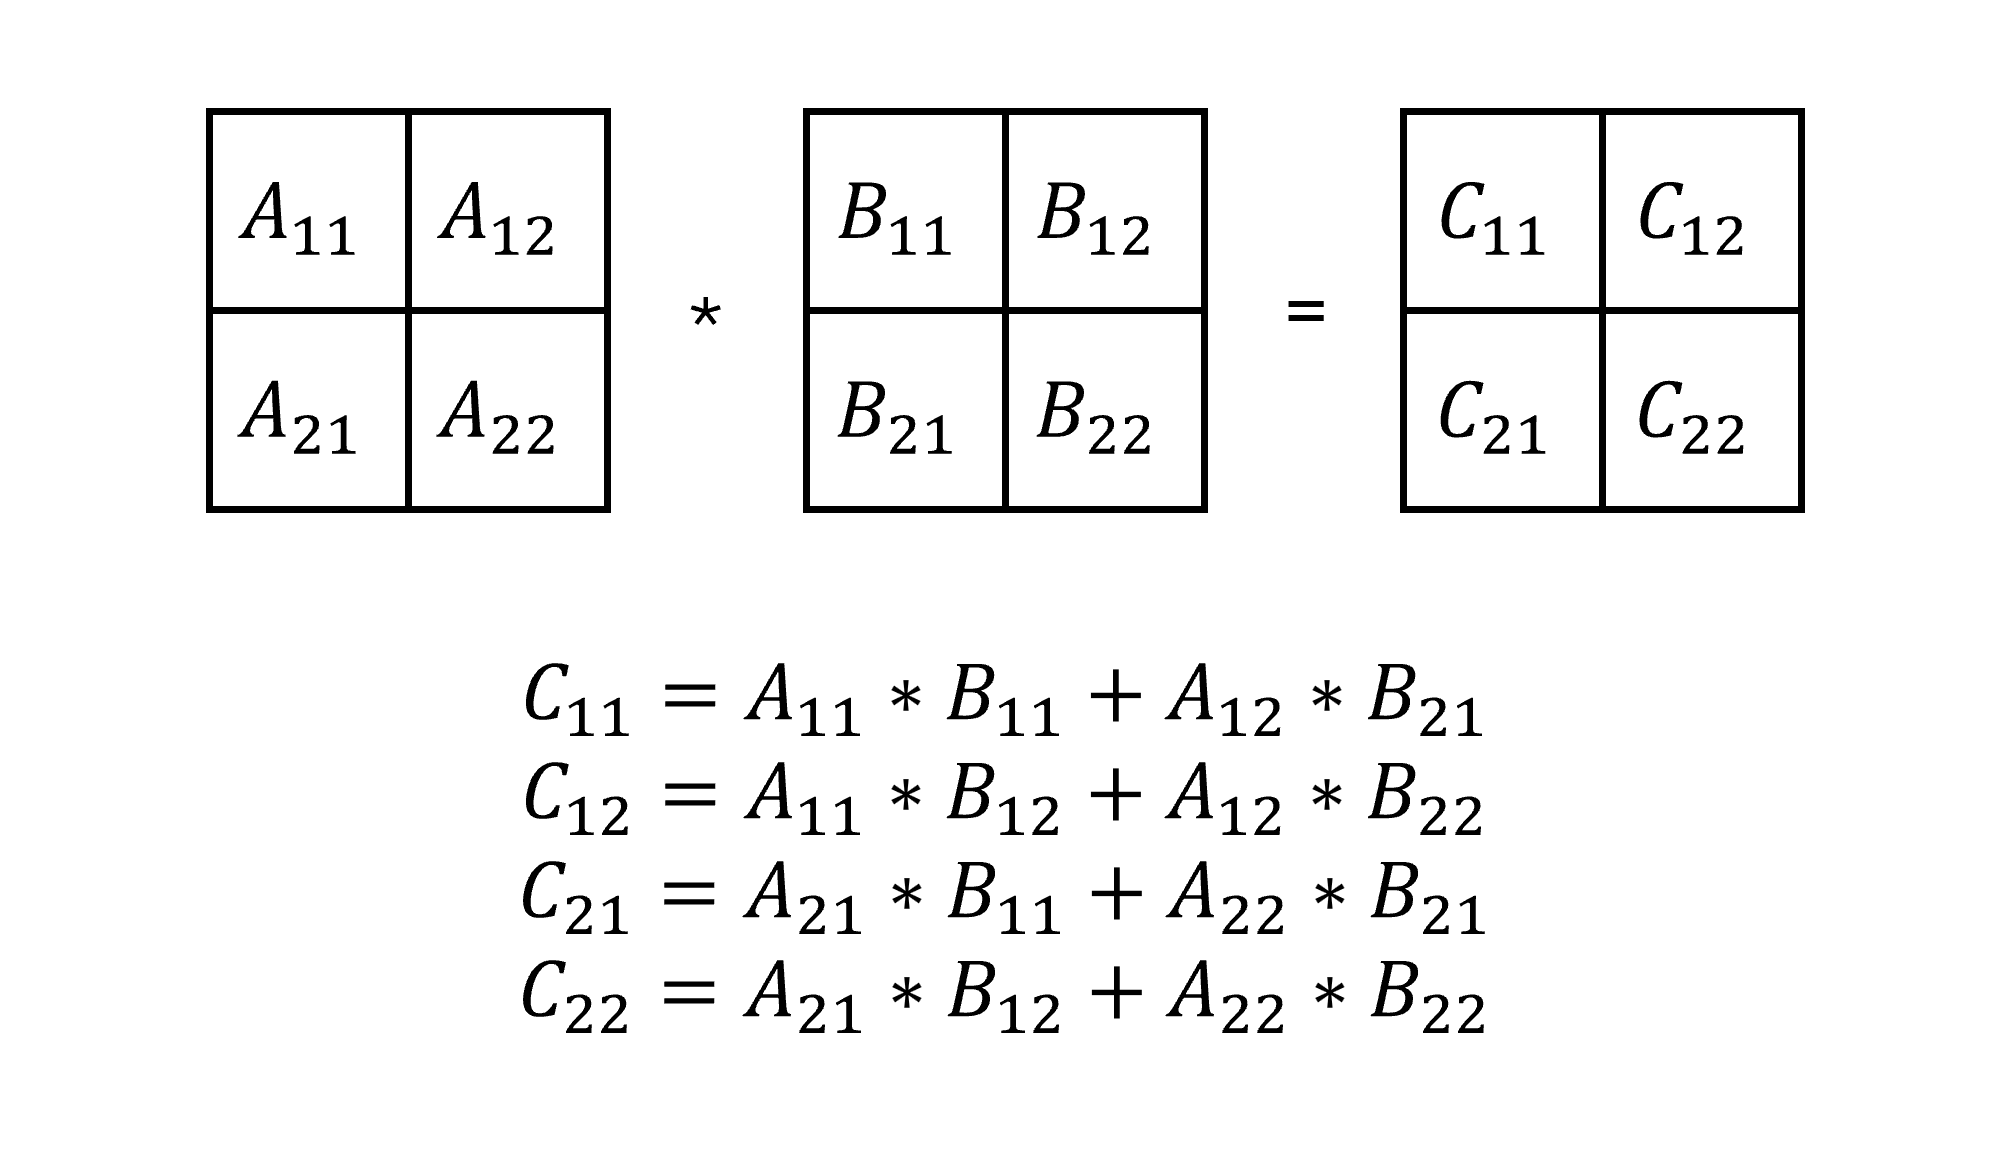 A₁₁ A₁₂ B₁₁ B₁₂ C₁₁ C₁₂
* =
A₂₁ A₂₂ B₂₁ B₂₂ C₂₁ C₂₂
C₁₁ = A₁₁ * B₁₁ + A₁₂ * B₂₁
C₁₂ = A₁₁ * B₁₂ + A₁₂ * B₂₂
C₂₁ = A₂₁ * B₁₁ + A₂₂ * B₂₁
C₂₂ = A₂₁ * B₁₂ + A₂₂ * B₂₂